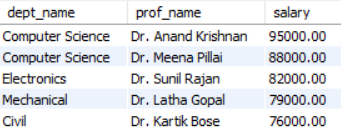 dept_name prof_name salary
Computer Science Dr. Anand Krishnan 95000.00
Computer Science Dr. Meena Pillai 88000.00
Electronics Dr. Sunil Rajan 82000.00
Mechanical Dr. Latha Gopal 79000.00
Civil Dr. Kartik Bose 76000.00